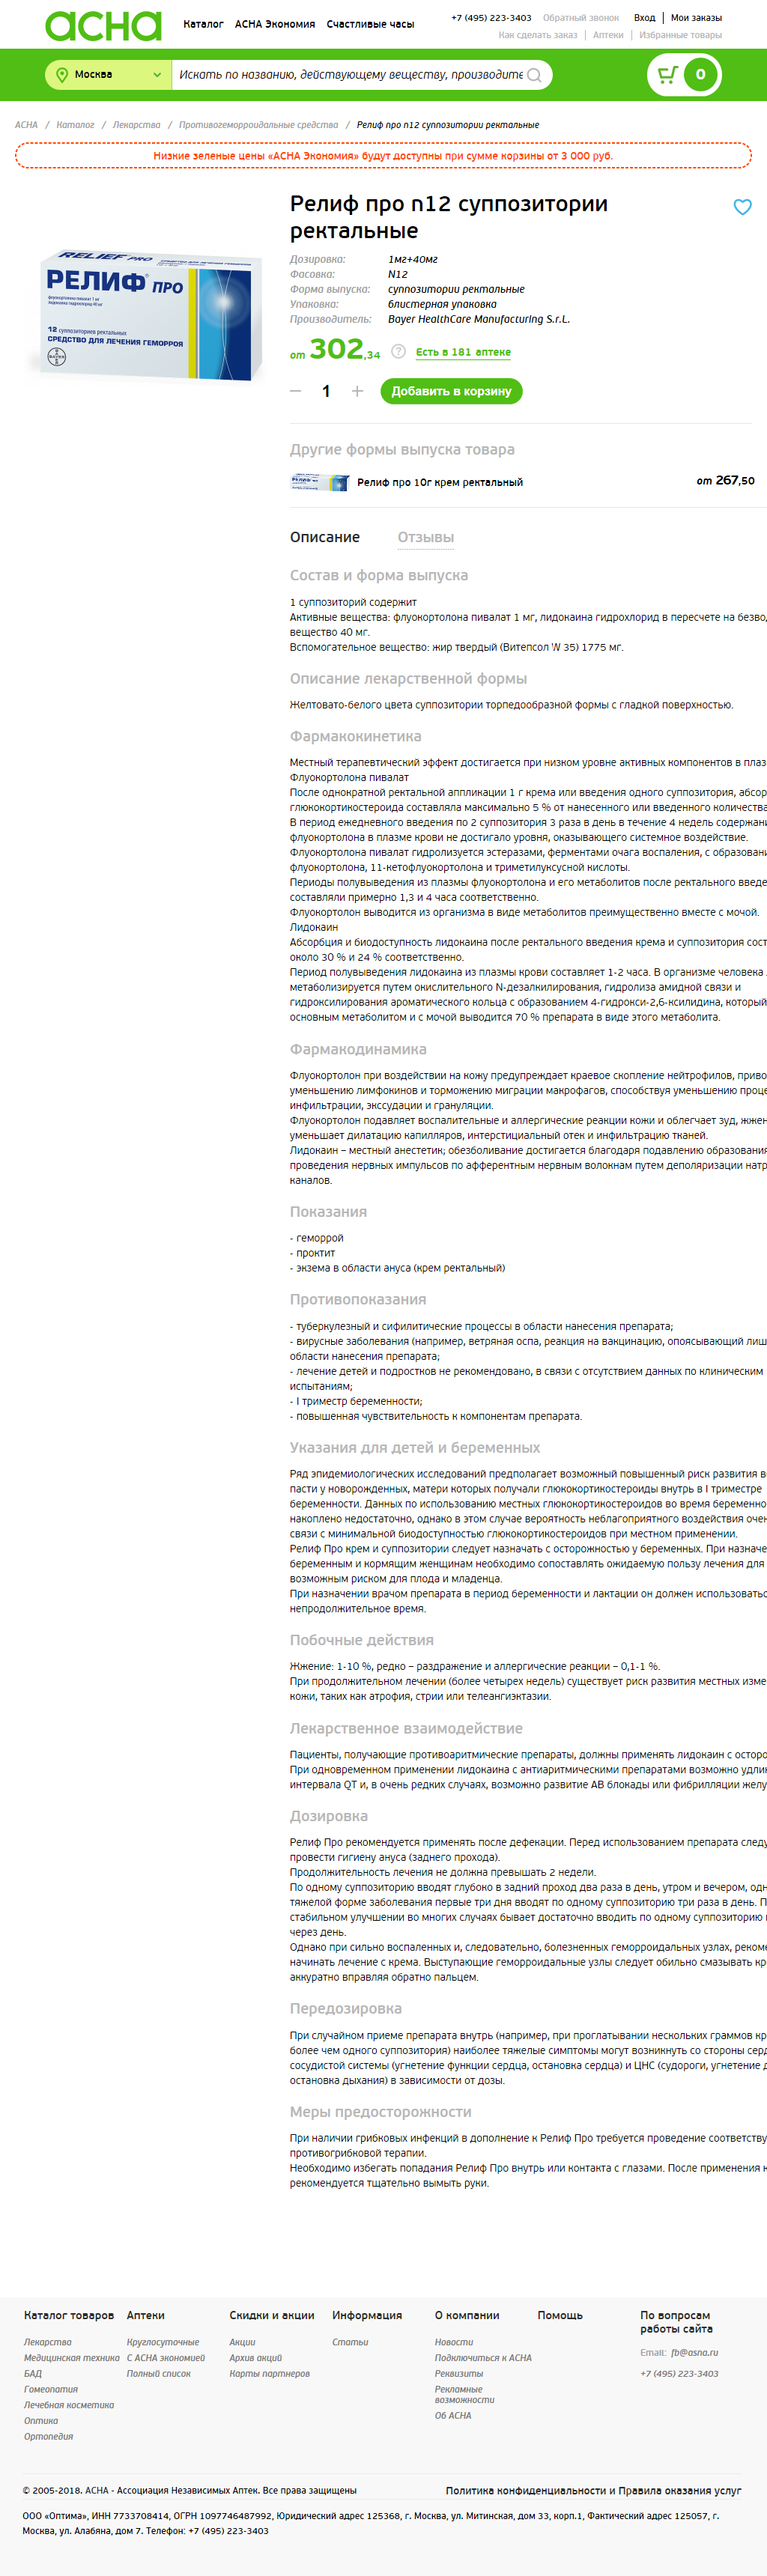 асна
Каталог АСНА Экономия Счастливые часы
+7 (495) 223-3403 Обратный звонок Вход Мои заказы
Как сделать заказ Аптеки Избранные товары
Москва
Искать по названию, действующему веществу, производите
0
АСНА / Каталог / Лекарства / Противогеморроидальные средства / Релиф про n12 суппозитории ректальные
Низкие зеленые цены «АСНА Экономия» будут доступны при сумме корзины от 3 000 руб.
RELIEF PRO
РЕЛИФ® ПРО
флуокортолона пивалат 1 мг
лидокаина гидрохлорид 40 мг
12 суппозиториев ректальных
СРЕДСТВО ДЛЯ ЛЕЧЕНИЯ ГЕМОРРОЯ
Релиф про n12 суппозитории
ректальные
Дозировка: 1мг+40мг
Фасовка: N12
Форма выпуска: суппозитории ректальные
Упаковка: блистерная упаковка
Производитель: Bayer HealthCare Manufacturing S.r.L.
от 302,34 ? Есть в 181 аптеке
1 Добавить в корзину
Другие формы выпуска товара
Релиф про 10г крем ректальный от 267,50
Описание Отзывы
Состав и форма выпуска
1 суппозиторий содержит
Активные вещества: флуокортолона пивалат 1 мг, лидокаина гидрохлорид в пересчете на безво
вещество 40 мг.
Вспомогательное вещество: жир твердый (Витепсол W 35) 1775 мг.
Описание лекарственной формы
Желтовато-белого цвета суппозитории торпедообразной формы с гладкой поверхностью.
Фармакокинетика
Местный терапевтический эффект достигается при низком уровне активных компонентов в плаз
Флуокортолона пивалат
После однократной ректальной аппликации 1 г крема или введения одного суппозитория, абсор
глюкокортикостероида составляла максимально 5 % от нанесенного или введенного количества
В период ежедневного введения по 2 суппозитория 3 раза в день в течение 4 недель содержани
флуокортолона в плазме крови не достигало уровня, оказывающего системное воздействие.
Флуокортолона пивалат гидролизуется эстеразами, ферментами очага воспаления, с образовани
флуокортолона, 11-кетофлуокортолона и триметилуксусной кислоты.
Периоды полувыведения из плазмы флуокортолона и его метаболитов после ректального введе
составляли примерно 1,3 и 4 часа соответственно.
Флуокортолон выводится из организма в виде метаболитов преимущественно вместе с мочой.
Лидокаин
Абсорбция и биодоступность лидокаина после ректального введения крема и суппозитория сост
около 30 % и 24 % соответственно.
Период полувыведения лидокаина из плазмы крови составляет 1-2 часа. В организме человека
метаболизируется путем окислительного N-дезалкилирования, гидролиза амидной связи и
гидроксилирования ароматического кольца с образованием 4-гидрокси-2,6-ксилидина, который
основным метаболитом и с мочой выводится 70 % препарата в виде этого метаболита.
Фармакодинамика
Флуокортолон при воздействии на кожу предупреждает краевое скопление нейтрофилов, приво
уменьшению лимфокинов и торможению миграции макрофагов, способствуя уменьшению проце
инфильтрации, экссудации и грануляции.
Флуокортолон подавляет воспалительные и аллергические реакции кожи и облегчает зуд, жжен
уменьшает дилатацию капилляров, интерстициальный отек и инфильтрацию тканей.
Лидокаин – местный анестетик; обезболивание достигается благодаря подавлению образования
проведения нервных импульсов по афферентным нервным волокнам путем деполяризации натр
каналов.
Показания
- геморрой
- проктит
- экзема в области ануса (крем ректальный)
Противопоказания
- туберкулезный и сифилитические процессы в области нанесения препарата;
- вирусные заболевания (например, ветряная оспа, реакция на вакцинацию, опоясывающий лиш
области нанесения препарата;
- лечение детей и подростков не рекомендовано, в связи с отсутствием данных по клиническим
испытаниям;
- I триместр беременности;
- повышенная чувствительность к компонентам препарата.
Указания для детей и беременных
Ряд эпидемиологических исследований предполагает возможный повышенный риск развития в
пасти у новорожденных, матери которых получали глюкокортикостероиды внутрь в I триместре
беременности. Данных по использованию местных глюкокортикостероидов во время беременно
накоплено недостаточно, однако в этом случае вероятность неблагоприятного воздействия очен
связи с минимальной биодоступностью глюкокортикостероидов при местном применении.
Релиф Про крем и суппозитории следует назначать с осторожностью у беременных. При назначе
беременным и кормящим женщинам необходимо сопоставлять ожидаемую пользу лечения для
возможным риском для плода и младенца.
При назначении врачом препарата в период беременности и лактации он должен использоватьс
непродолжительное время.
Побочные действия
Жжение: 1-10 %, редко – раздражение и аллергические реакции – 0,1-1 %.
При продолжительном лечении (более четырех недель) существует риск развития местных изме
кожи, таких как атрофия, стрии или телеангиэктазии.
Лекарственное взаимодействие
Пациенты, получающие противоаритмические препараты, должны применять лидокаин с осторо
При одновременном применении лидокаина с антиаритмическими препаратами возможно удлин
интервала QT и, в очень редких случаях, возможно развитие АВ блокады или фибрилляции желу
Дозировка
Релиф Про рекомендуется применять после дефекации. Перед использованием препарата следу
провести гигиену ануса (заднего прохода).
Продолжительность лечения не должна превышать 2 недели.
По одному суппозиторию вводят глубоко в задний проход два раза в день, утром и вечером, одн
тяжелой форме заболевания первые три дня вводят по одному суппозиторию три раза в день. П
стабильном улучшении во многих случаях бывает достаточно вводить по одному суппозиторию
через день.
Однако при сильно воспаленных и, следовательно, болезненных геморроидальных узлах, рекоме
начинать лечение с крема. Выступающие геморроидальные узлы следует обильно смазывать кр
аккуратно вправляя обратно пальцем.
Передозировка
При случайном приеме препарата внутрь (например, при проглатывании нескольких граммов кр
более чем одного суппозитория) наиболее тяжелые симптомы могут возникнуть со стороны серд
сосудистой системы (угнетение функции сердца, остановка сердца) и ЦНС (судороги, угнетение д
остановка дыхания) в зависимости от дозы.
Меры предосторожности
При наличии грибковых инфекций в дополнение к Релиф Про требуется проведение соответству
противогрибковой терапии.
Необходимо избегать попадания Релиф Про внутрь или контакта с глазами. После применения к
рекомендуется тщательно вымыть руки.
Каталог товаров Аптеки Скидки и акции Информация О компании Помощь По вопросам
работы сайта
Лекарства Круглосуточные Акции Статьи Новости Email: fb@asna.ru
Медицинская техника С АСНА экономией Архив акций Подключиться к АСНА
БАД Полный список Карты партнеров Реквизиты +7 (495) 223-3403
Гомеопатия Рекламные
возможности
Лечебная косметика
Оптика Об АСНА
Ортопедия
© 2005-2018. АСНА - Ассоциация Независимых Аптек. Все права защищены Политика конфиденциальности и Правила оказания услуг
ООО «Оптима», ИНН 7733708414, ОГРН 1097746487992, Юридический адрес 125368, г. Москва, ул. Митинская, дом 33, корп.1, Фактический адрес 125057, г.
Москва, ул. Алабяна, дом 7. Телефон: +7 (495) 223-3403